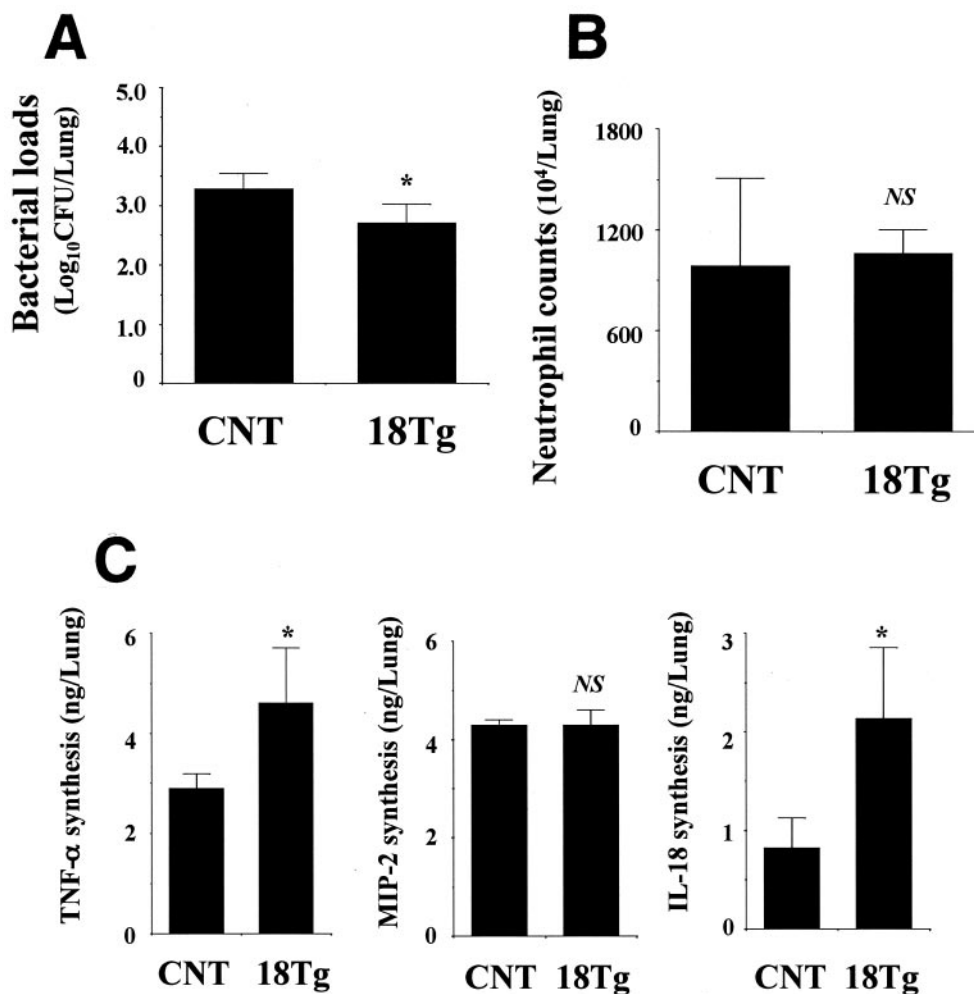 A
Bacterial loads
(Log₁₀CFU/Lung)
5.0
4.0
3.0
2.0
1.0
0
*
CNT 18Tg
B
Neutrophil counts (10⁴/Lung)
1800
1200
600
0
NS
CNT 18Tg
C
TNF-α synthesis (ng/Lung)
6
4
2
0
*
CNT 18Tg
MIP-2 synthesis (ng/Lung)
6
4
2
0
NS
CNT 18Tg
IL-18 synthesis (ng/Lung)
3
2
1
0
*
CNT 18Tg